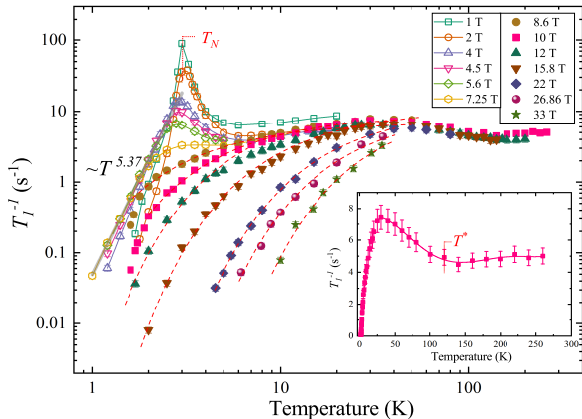 T_N
1 T
2 T
4 T
4.5 T
5.6 T
7.25 T
8.6 T
10 T
12 T
15.8 T
22 T
26.86 T
33 T
~T^5.37
T_1^-1 (s^-1)
100
10
1
0.1
0.01
1
10
100
Temperature (K)
T*
T_1^-1 (s^-1)
8
6
4
2
0
0 50 100 150 200 250 300
Temperature (K)